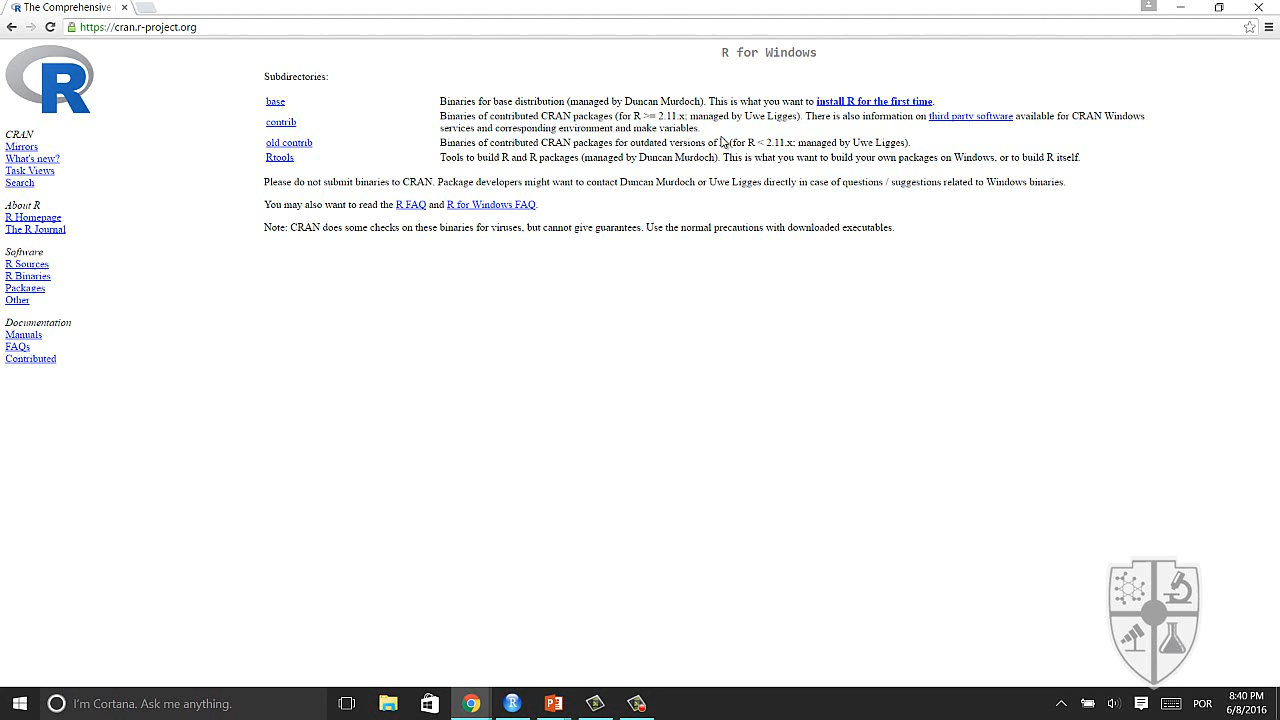 The Comprehensive
https://cran.r-project.org
R
CRAN
Mirrors
What's new?
Task Views
Search
About R
R Homepage
The R Journal
Software
R Sources
R Binaries
Packages
Other
Documentation
Manuals
FAQs
Contributed
R for Windows
Subdirectories:
base Binaries for base distribution (managed by Duncan Murdoch). This is what you want to install R for the first time.
contrib Binaries of contributed CRAN packages (for R >= 2.11.x; managed by Uwe Ligges). There is also information on third party software available for CRAN Windows
services and corresponding environment and make variables.
old contrib Binaries of contributed CRAN packages for outdated versions of (for R < 2.11.x; managed by Uwe Ligges).
Rtools Tools to build R and R packages (managed by Duncan Murdoch). This is what you want to build your own packages on Windows, or to build R itself.
Please do not submit binaries to CRAN. Package developers might want to contact Duncan Murdoch or Uwe Ligges directly in case of questions / suggestions related to Windows binaries.
You may also want to read the R FAQ and R for Windows FAQ.
Note: CRAN does some checks on these binaries for viruses, but cannot give guarantees. Use the normal precautions with downloaded executables.
I'm Cortana. Ask me anything.
POR
8:40 PM
6/8/2016